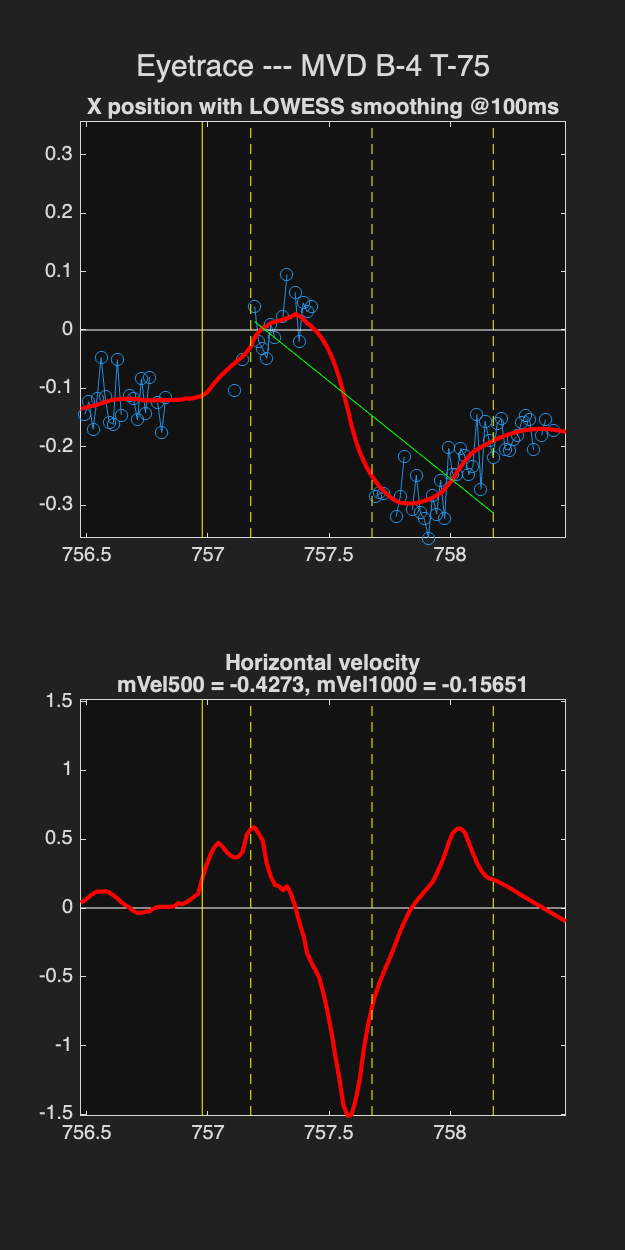 Eyetrace --- MVD B-4 T-75
X position with LOWESS smoothing @100ms
0.3
0.2
0.1
0
-0.1
-0.2
-0.3
756.5 757 757.5 758
Horizontal velocity
mVel500 = -0.4273, mVel1000 = -0.15651
1.5
1
0.5
0
-0.5
-1
-1.5
756.5 757 757.5 758